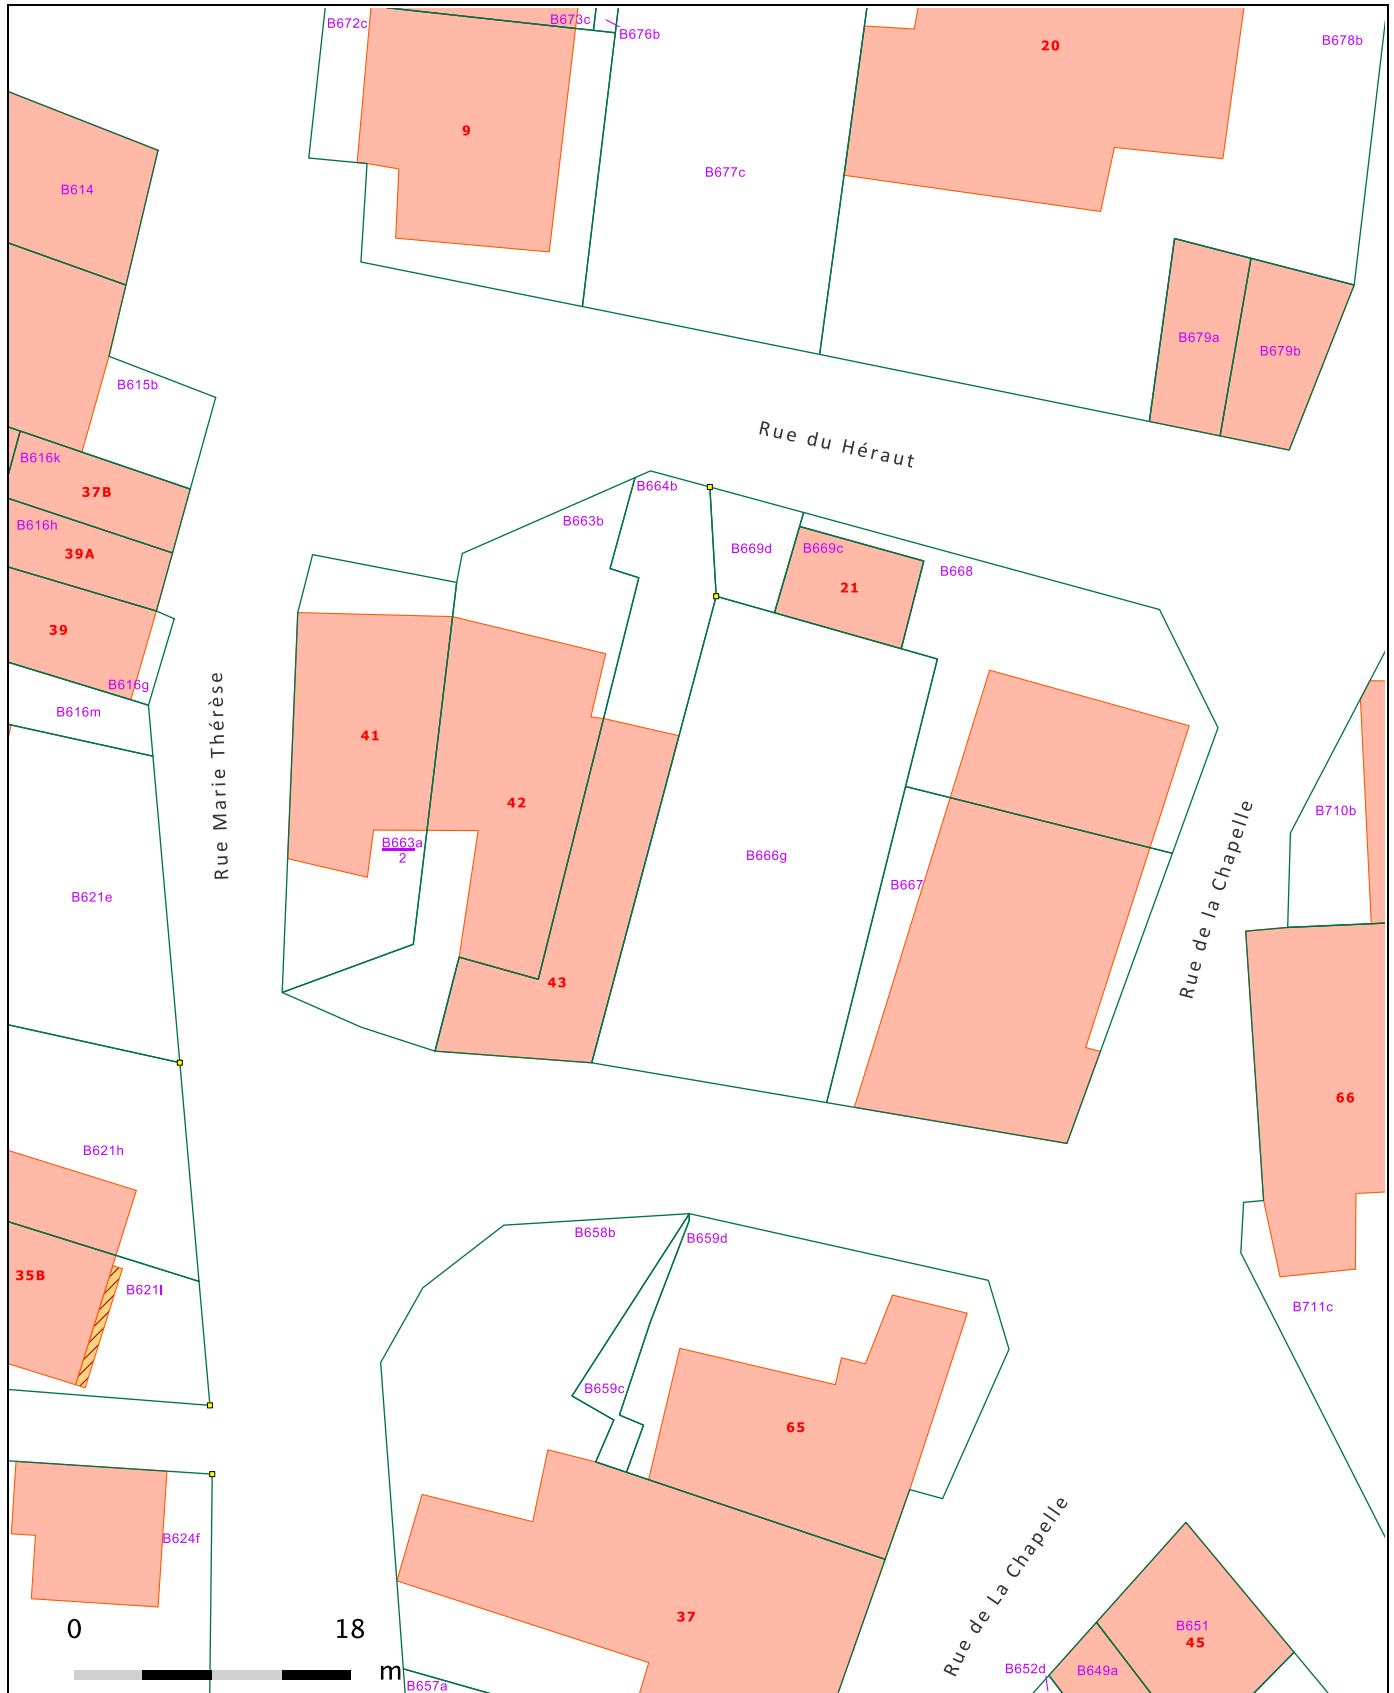 B672c
B673c
B676b
20
B678b
9
B677c
B614
B679a
B679b
B615b
Rue du Héraut
B616k
37B
B664b
B616h
B663b
39A
B669d
B669c
B668
21
39
B616g
B616m
Rue Marie Thérèse
41
42
B663a
2
B666g
B667
Rue de la Chapelle
B710b
B621e
43
66
B621h
B658b
B659d
35B
B621l
B711c
B659c
65
B624f
Rue de La Chapelle
37
B651
45
B652d
B649a
B657a
0 18
m